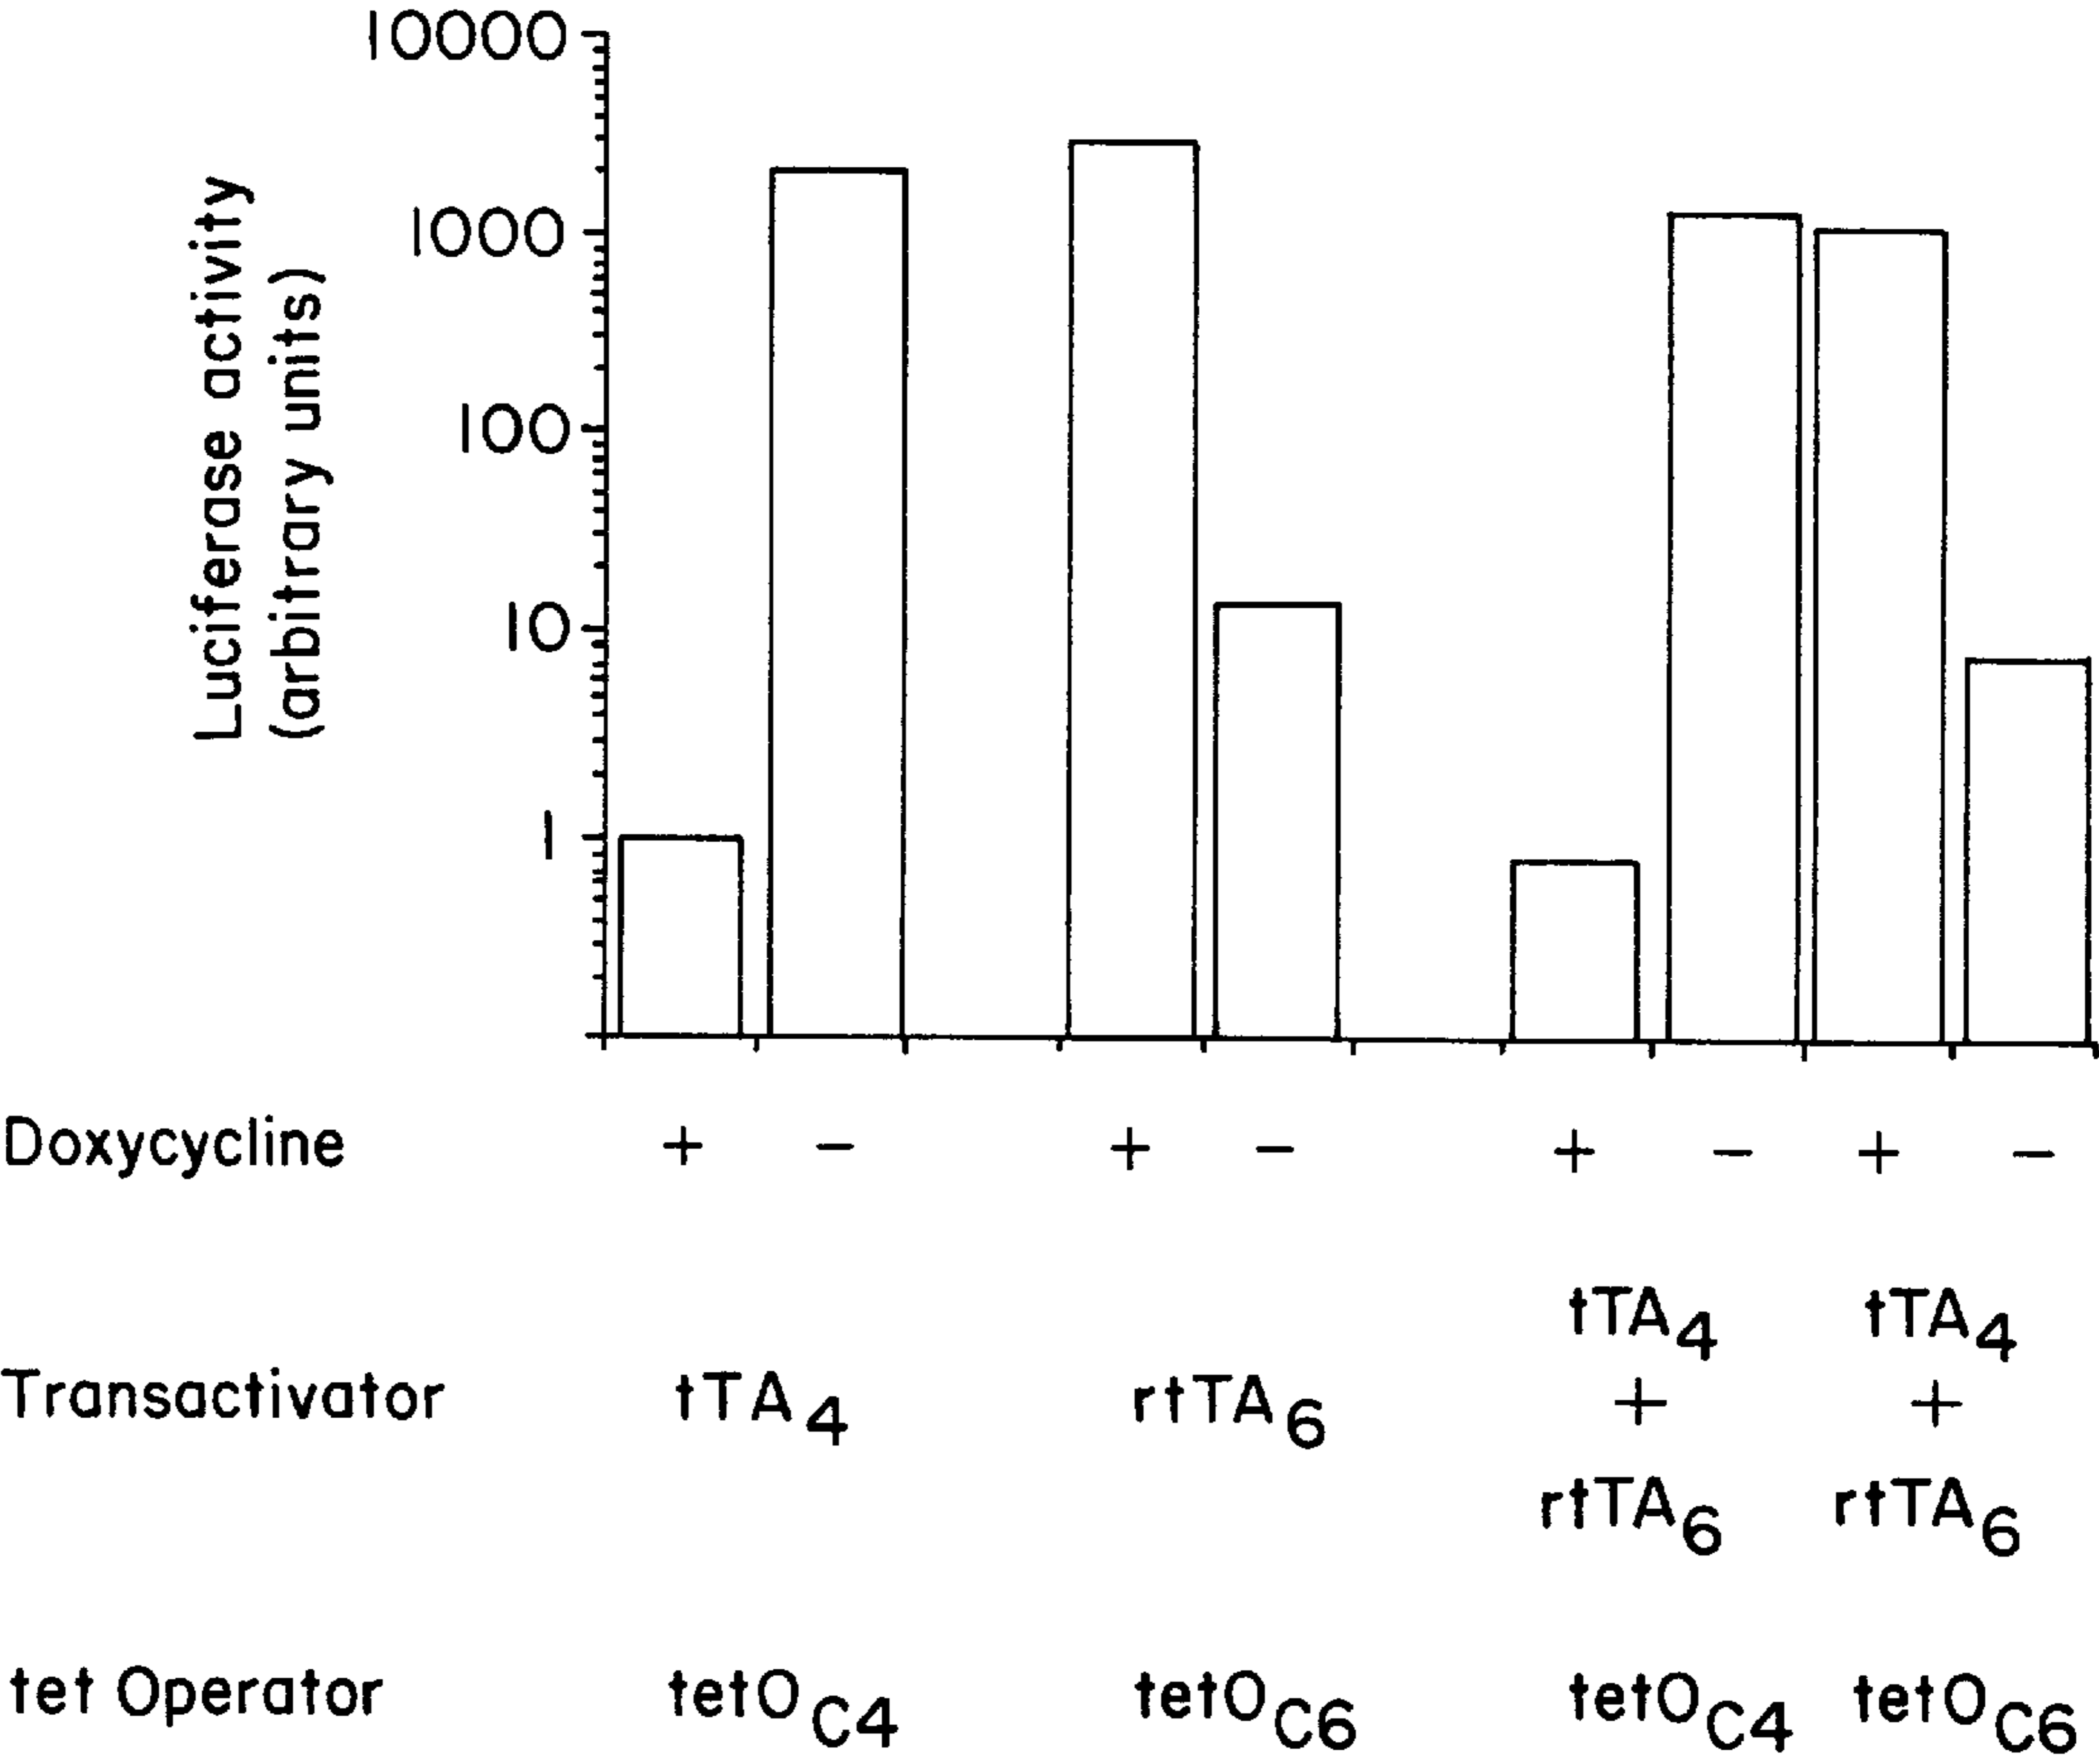 10000
1000
100
10
1
Luciferase activity
(arbitrary units)
Doxycycline + − + − + − + −
tTA4 tTA4
Transactivator tTA4 rtTA6 + +
rtTA6 rtTA6
tet Operator tetOC4 tetOC6 tetOC4 tetOC6